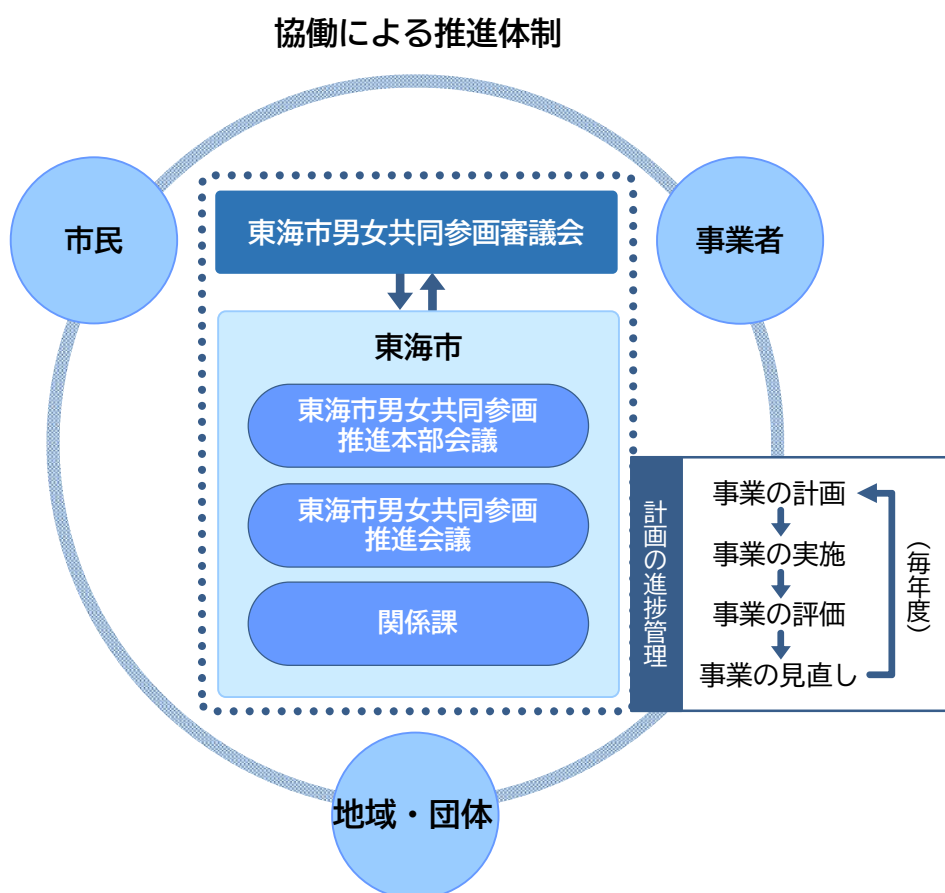 協働による推進体制
市民
事業者
東海市男女共同参画審議会
東海市
東海市男女共同参画
推進本部会議
東海市男女共同参画
推進会議
関係課
計画の進捗管理
事業の計画
事業の実施
事業の評価
事業の見直し
（毎年度）
地域・団体